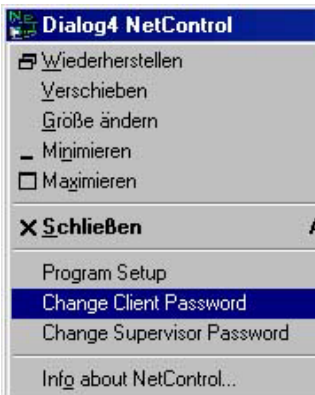 Dialog4 NetControl
Wiederherstellen
Verschieben
Größe ändern
Minimieren
Maximieren
Schließen
Program Setup
Change Client Password
Change Supervisor Password
Info about NetControl...